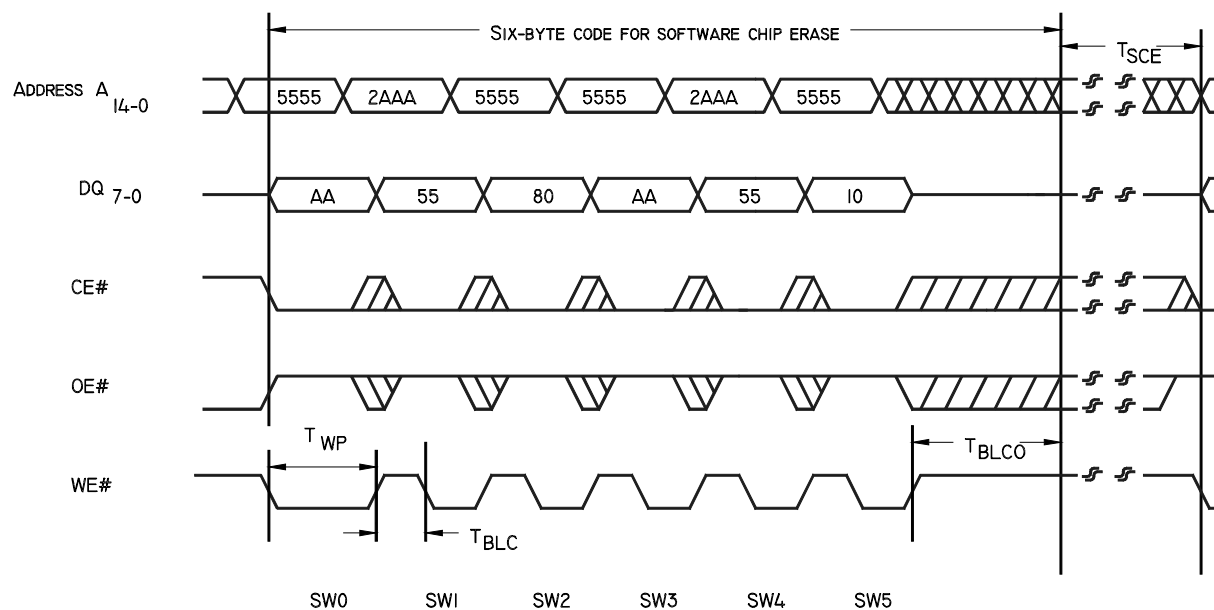 SIX-BYTE CODE FOR SOFTWARE CHIP ERASE
TSCE
ADDRESS A 14-0
5555 2AAA 5555 5555 2AAA 5555
DQ 7-0
AA 55 80 AA 55 10
CE#
OE#
TWP
TBLCO
WE#
TBLC
SW0 SW1 SW2 SW3 SW4 SW5